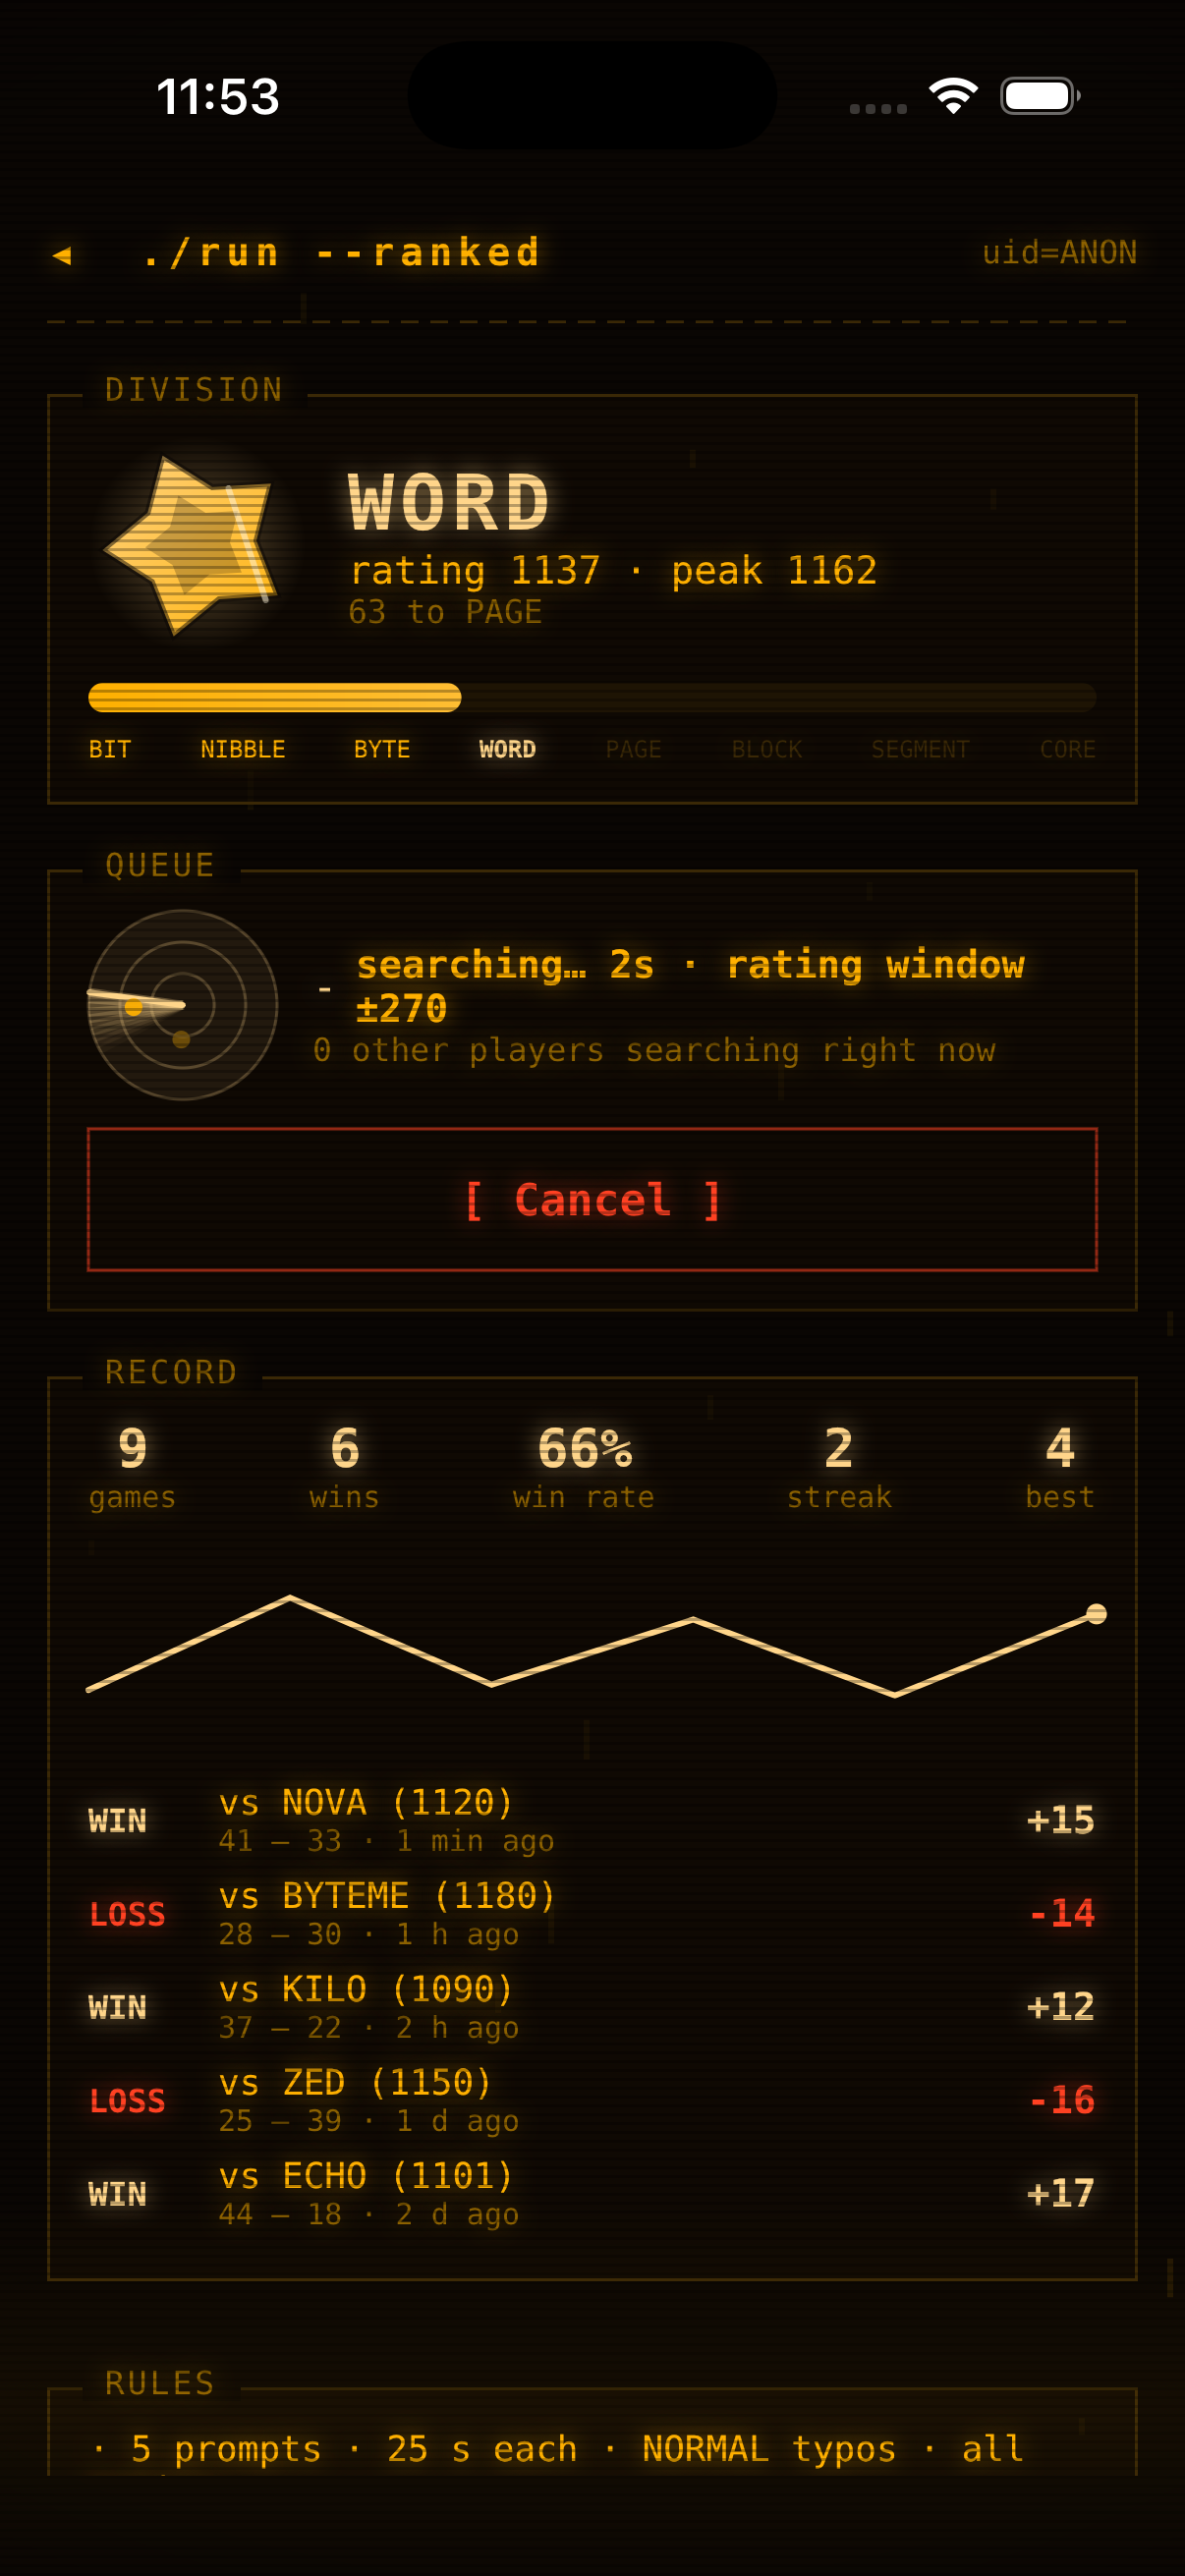 11:53
◀ ./run --ranked
uid=ANON
DIVISION
WORD
rating 1137 · peak 1162
63 to PAGE
BIT NIBBLE BYTE WORD PAGE BLOCK SEGMENT CORE
QUEUE
- searching… 2s · rating window
±270
0 other players searching right now
[ Cancel ]
RECORD
9 6 66% 2 4
games wins win rate streak best
WIN vs NOVA (1120) +15
41 — 33 · 1 min ago
LOSS vs BYTEME (1180) -14
28 — 30 · 1 h ago
WIN vs KILO (1090) +12
37 — 22 · 2 h ago
LOSS vs ZED (1150) -16
25 — 39 · 1 d ago
WIN vs ECHO (1101) +17
44 — 18 · 2 d ago
RULES
· 5 prompts · 25 s each · NORMAL typos · all